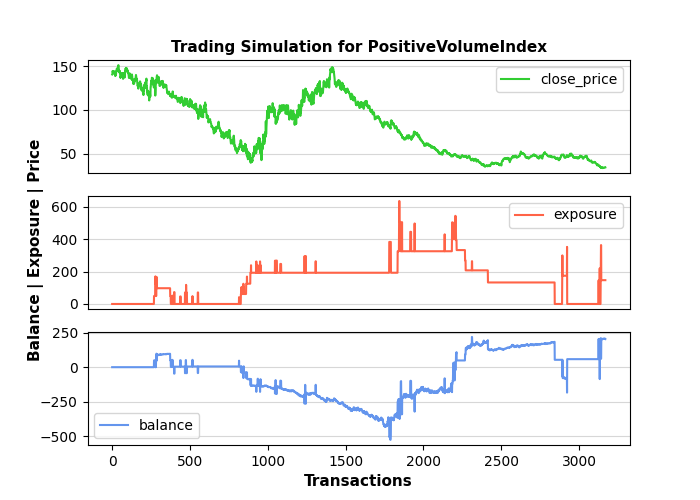 Trading Simulation for PositiveVolumeIndex
150
100
50
close_price
600
400
200
0
exposure
250
0
−250
−500
balance
0 500 1000 1500 2000 2500 3000
Transactions
Balance | Exposure | Price